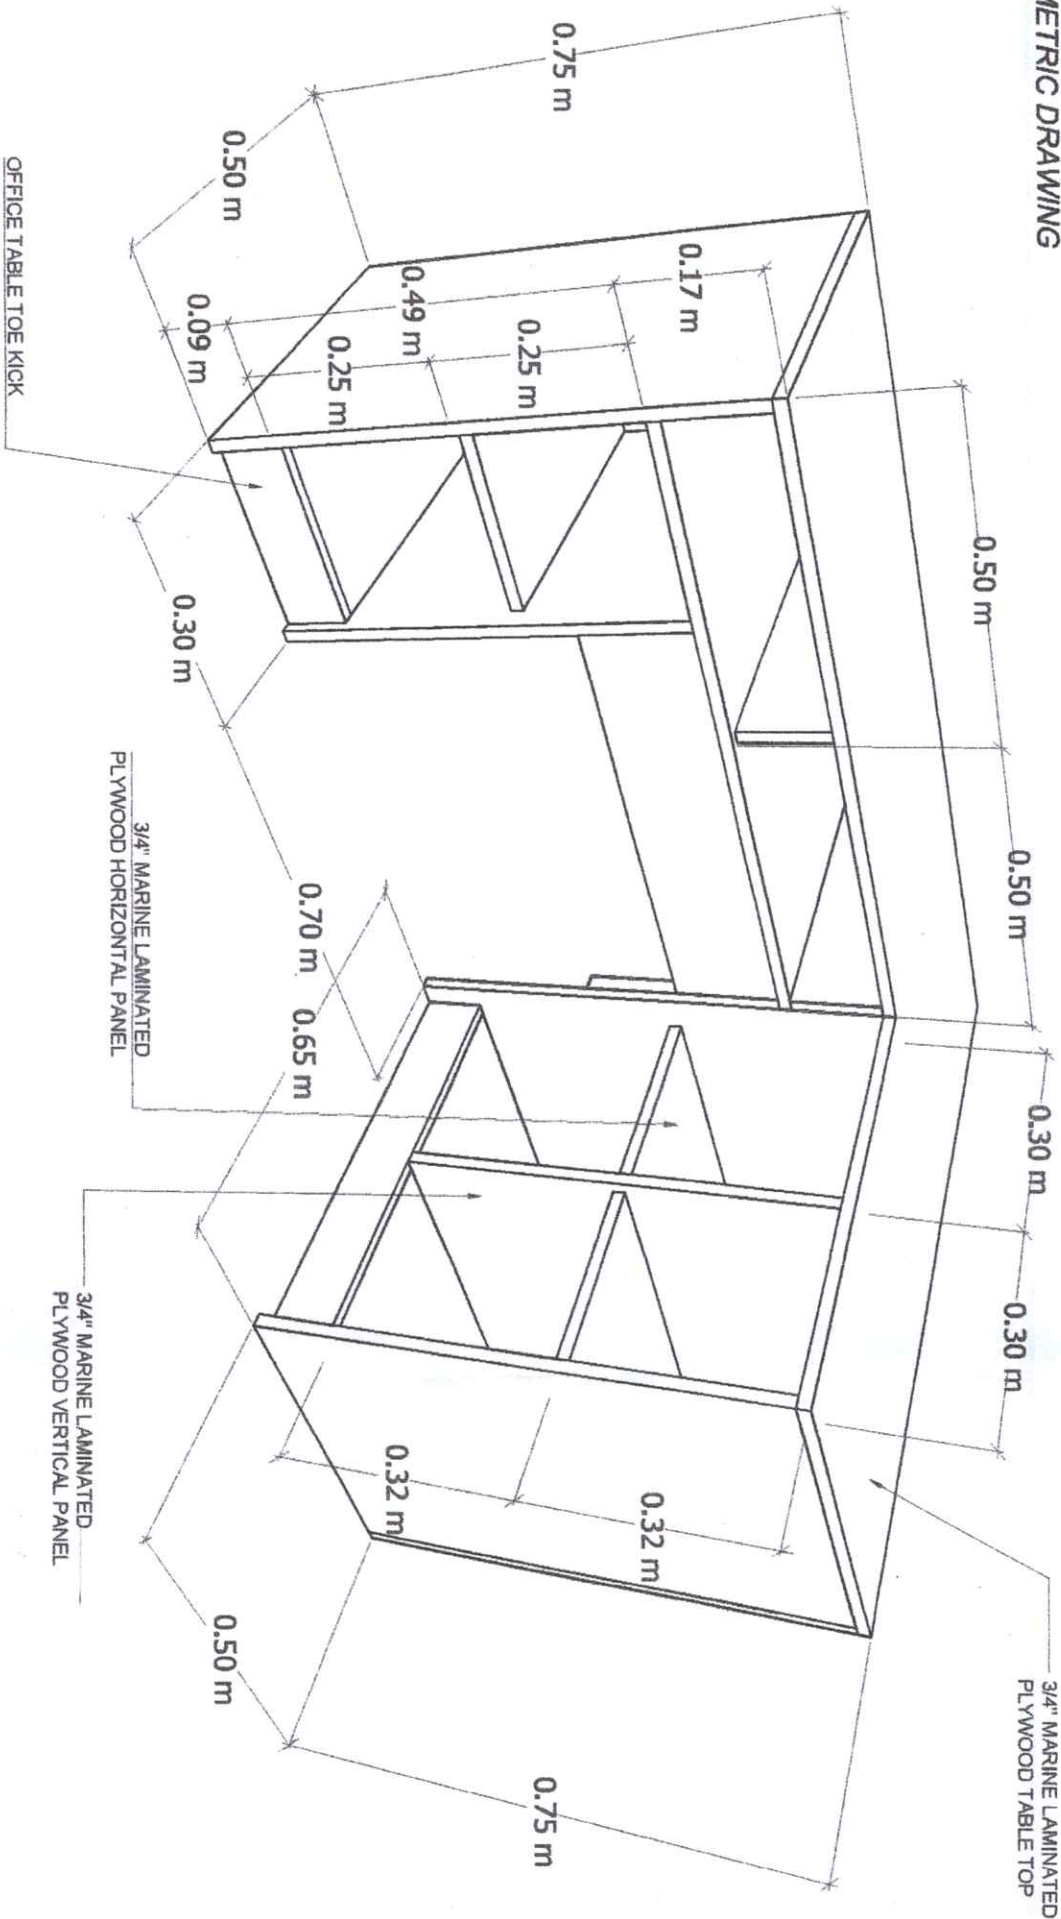 METRIC DRAWING
3/4" MARINE LAMINATED
PLYWOOD TABLE TOP
0.50 m
0.50 m
0.30 m
0.30 m
0.75 m
0.17 m
0.49 m
0.25 m
0.25 m
0.09 m
0.50 m
0.30 m
0.70 m
0.65 m
0.32 m
0.32 m
0.50 m
0.75 m
OFFICE TABLE TOE KICK
3/4" MARINE LAMINATED
PLYWOOD HORIZONTAL PANEL
3/4" MARINE LAMINATED
PLYWOOD VERTICAL PANEL